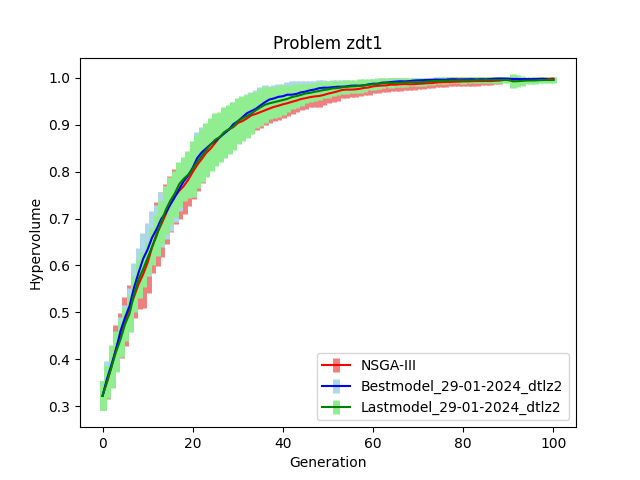 Problem zdt1
Hypervolume
1.0
0.9
0.8
0.7
0.6
0.5
0.4
0.3
0
20
40
60
80
100
Generation
NSGA-III
Bestmodel_29-01-2024_dtlz2
Lastmodel_29-01-2024_dtlz2